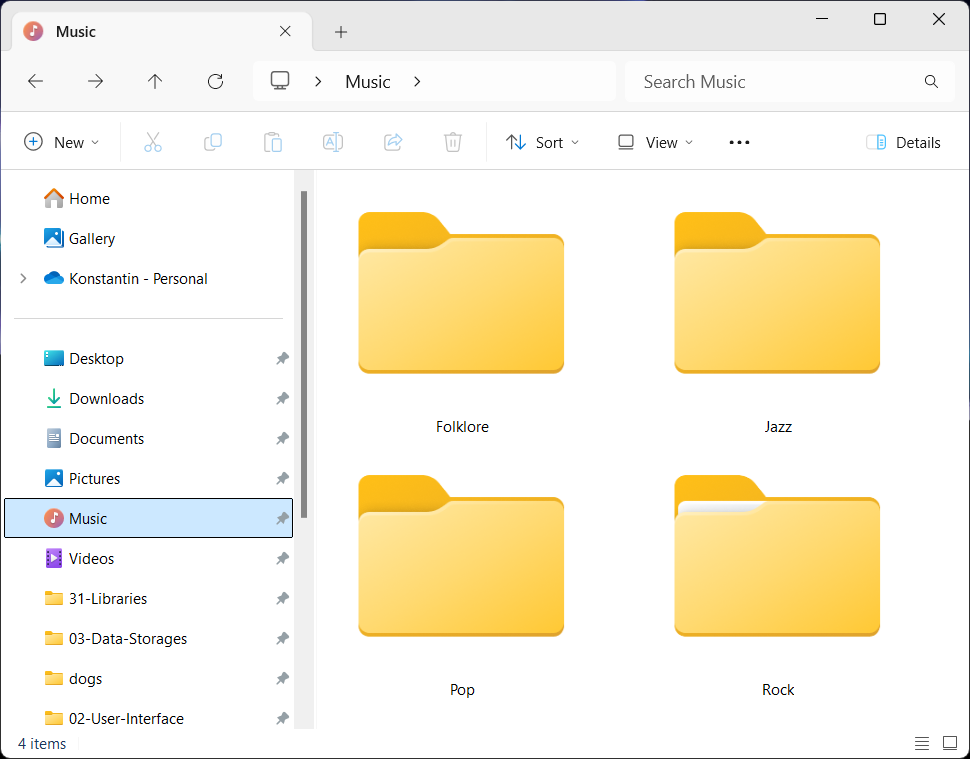 Music
Music
Search Music
New
A
Sort
View
Details
Home
Gallery
Konstantin - Personal
Desktop
Downloads
Documents
Pictures
Music
Videos
31-Libraries
03-Data-Storages
dogs
02-User-Interface
Folklore
Jazz
Pop
Rock
4 items